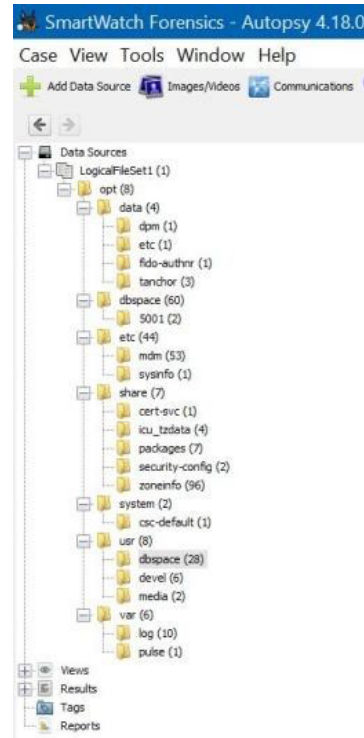 SmartWatch Forensics - Autopsy 4.18.0
Case View Tools Window Help
Add Data Source Images/Videos Communications
Data Sources
LogicalFileSet1 (1)
opt (8)
data (4)
dpm (1)
etc (1)
fido-authnr (1)
tanchor (3)
dbspace (60)
5001 (2)
etc (44)
mdm (53)
sysinfo (1)
share (7)
cert-svc (1)
icu_tzdata (4)
packages (7)
security-config (2)
zoneinfo (96)
system (2)
csc-default (1)
usr (8)
dbspace (28)
devel (6)
media (2)
var (6)
log (10)
pulse (1)
Views
Results
Tags
Reports